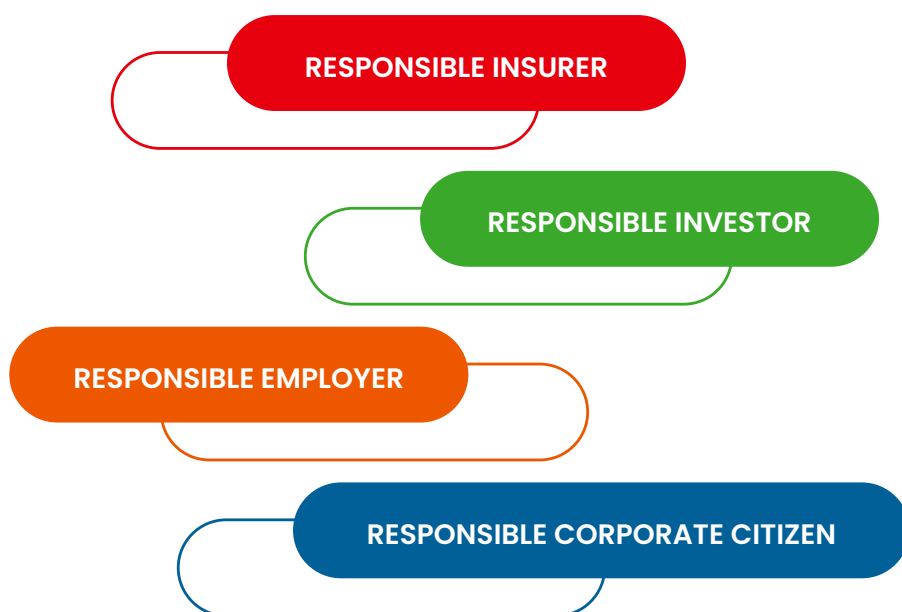 RESPONSIBLE INSURER
RESPONSIBLE INVESTOR
RESPONSIBLE EMPLOYER
RESPONSIBLE CORPORATE CITIZEN